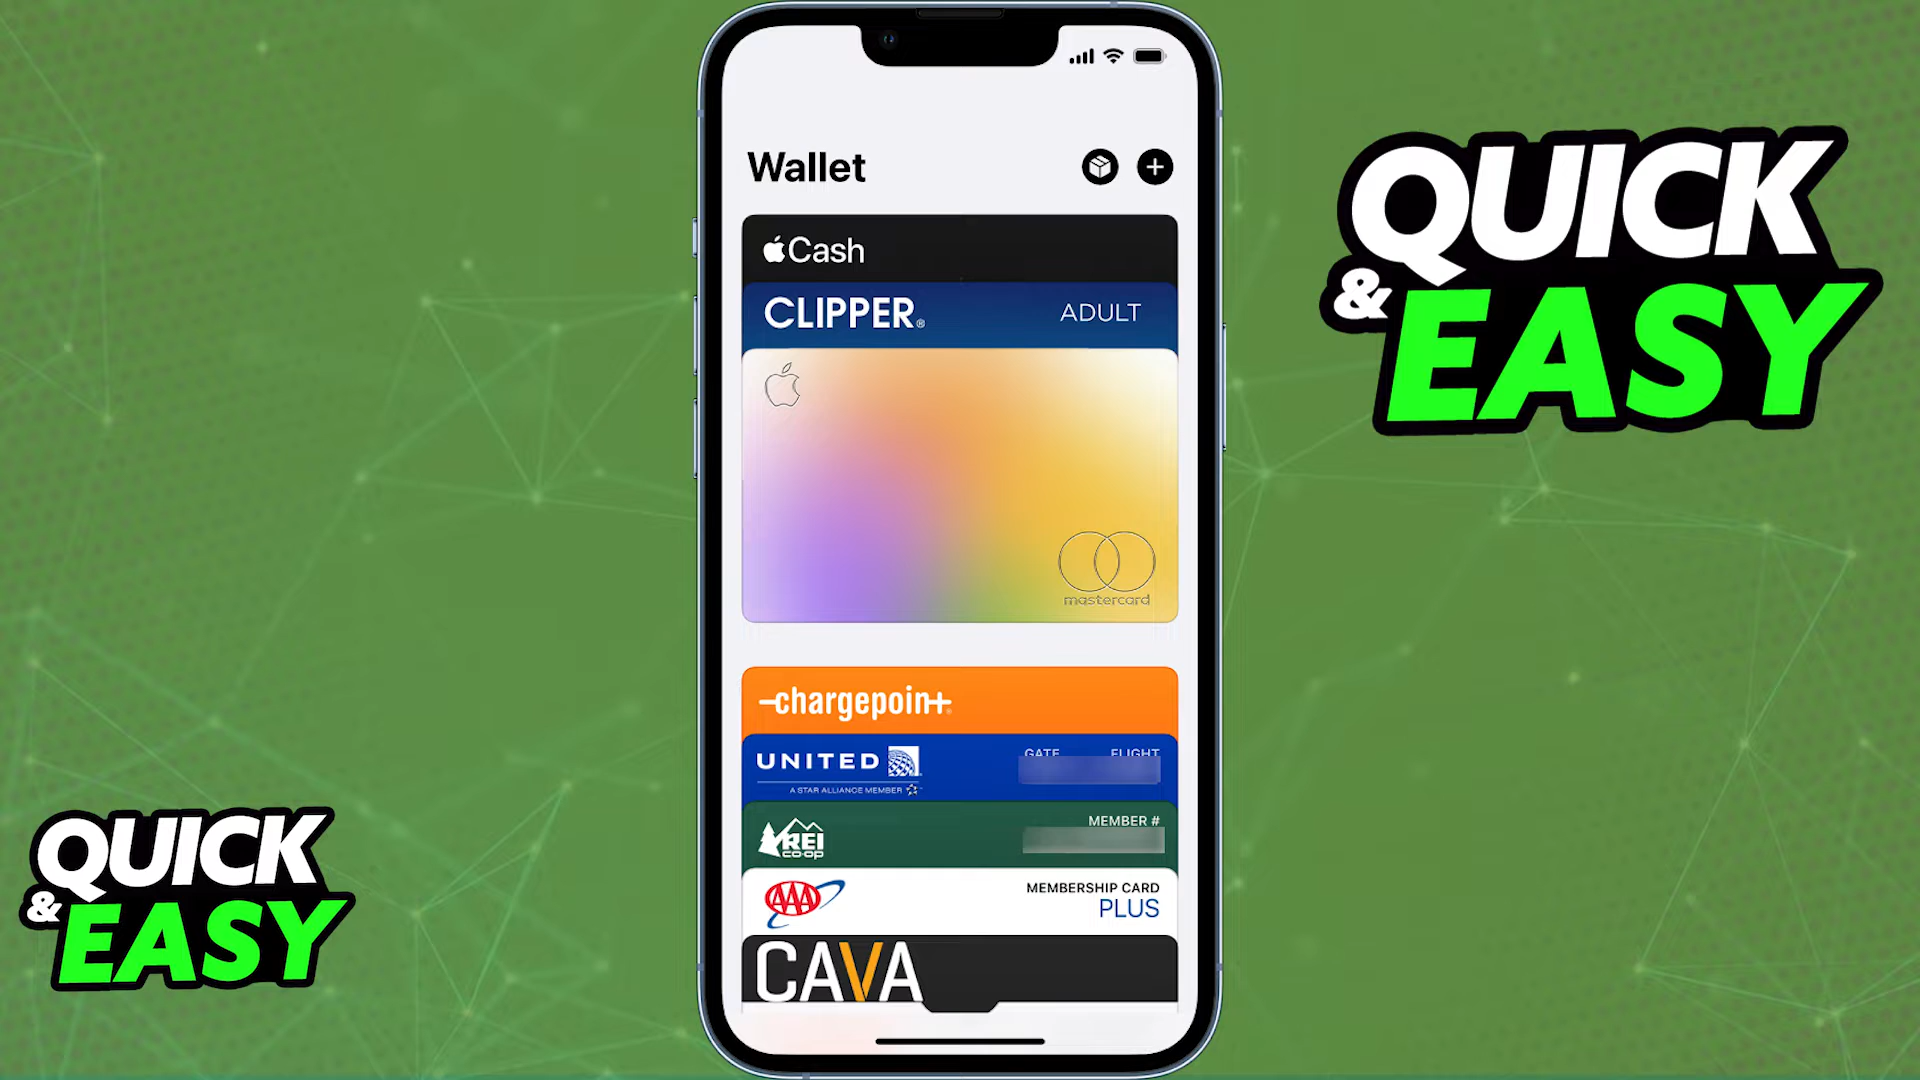 Wallet
Cash
CLIPPER® ADULT
mastercard
-chargepoin+®
UNITED
A STAR ALLIANCE MEMBER
GATE FLIGHT
REI
co·op
MEMBER #
AAA
MEMBERSHIP CARD
PLUS
CAVA
QUICK
& EASY
QUICK
& EASY